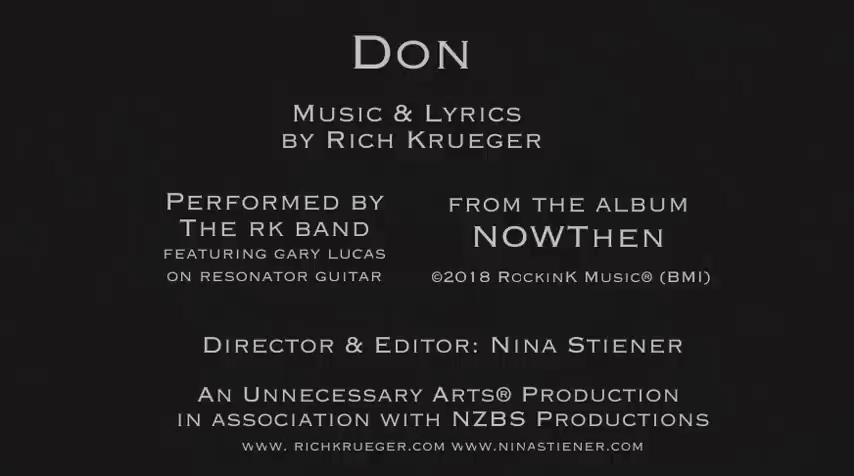 Don
Music & Lyrics
by Rich Krueger
Performed by
The RK Band
featuring Gary Lucas
on resonator guitar
from the album
NOWThen
©2018 RockinK Music® (BMI)
Director & Editor: Nina Stiener
An Unnecessary Arts® Production
in association with NZBS Productions
www. richkrueger.com www.ninastiener.com